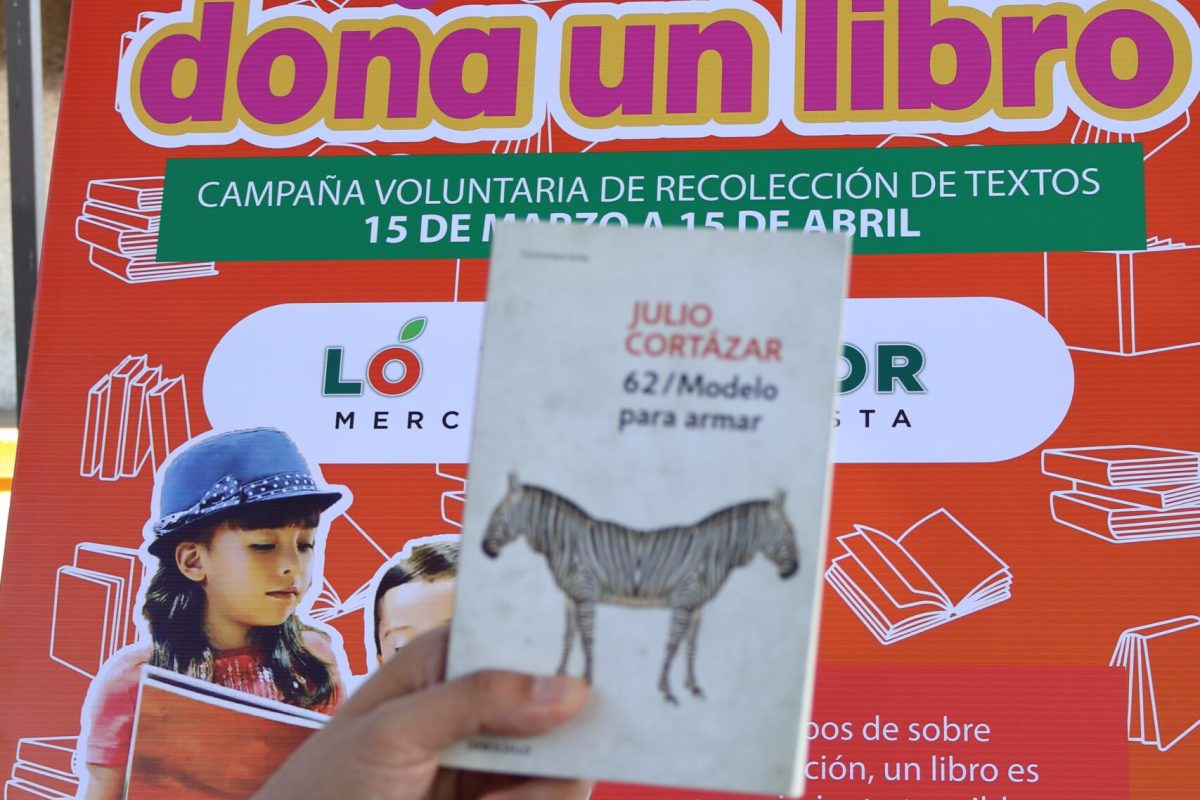 dona un libro
CAMPAÑA VOLUNTARIA DE RECOLECCIÓN DE TEXTOS
15 DE MARZO A 15 DE ABRIL
LO OR
MERC STA
JULIO
CORTÁZAR
62/Modelo
para armar
pos de sobre
ción, un libro es